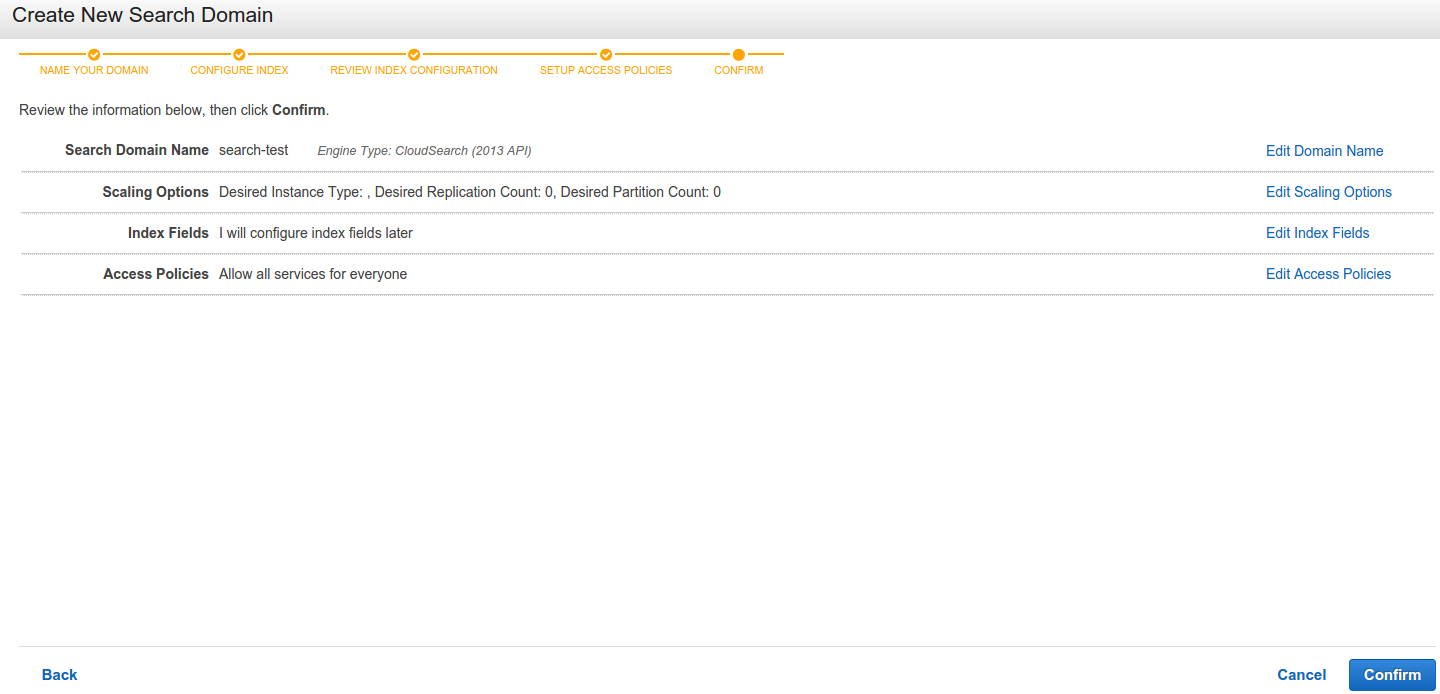 Create New Search Domain
NAME YOUR DOMAIN CONFIGURE INDEX REVIEW INDEX CONFIGURATION SETUP ACCESS POLICIES CONFIRM
Review the information below, then click Confirm.
Search Domain Name search-test Engine Type: CloudSearch (2013 API) Edit Domain Name
Scaling Options Desired Instance Type: , Desired Replication Count: 0, Desired Partition Count: 0 Edit Scaling Options
Index Fields I will configure index fields later Edit Index Fields
Access Policies Allow all services for everyone Edit Access Policies
Back Cancel Confirm